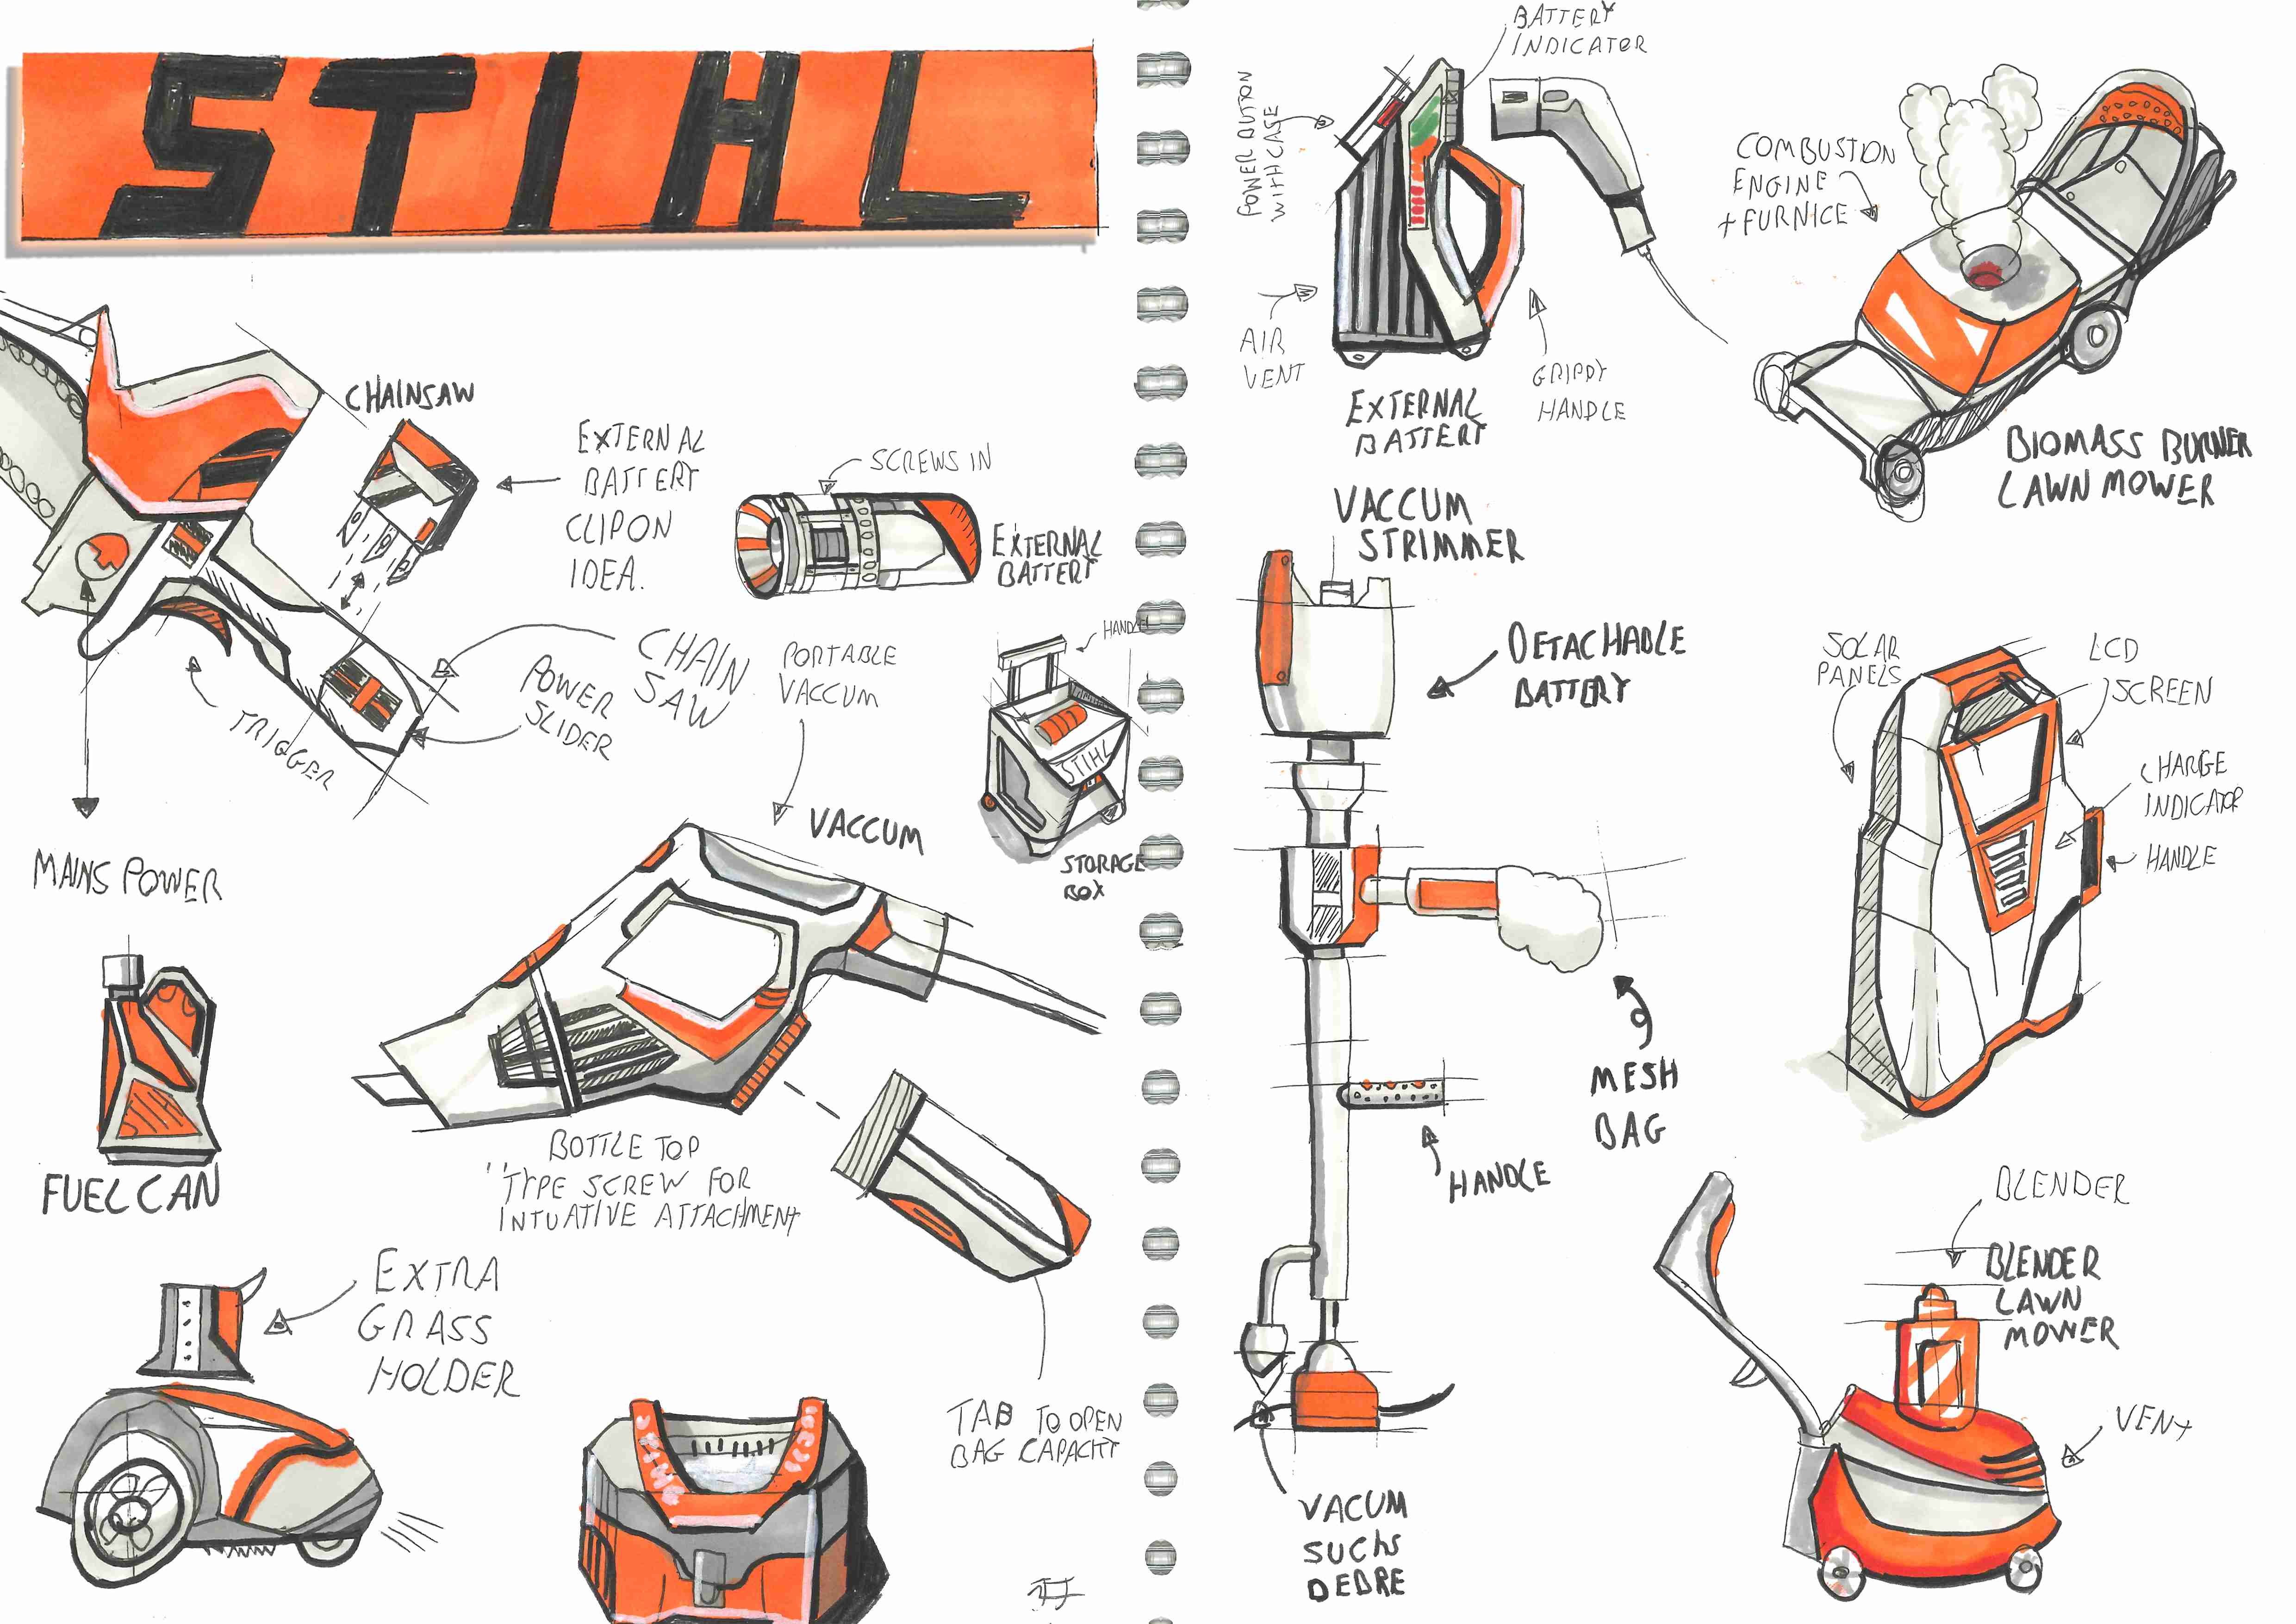 STIHL
CHAINSAW
EXTERNAL
BATTERY
CLIPON
IDEA.
SCREWS IN
EXTERNAL
BATTERY
CHAIN
SAW
POWER
SLIDER
TRIGGER
MAINS POWER
PORTABLE
VACCUM
VACCUM
HANDLE
STIHL
STORAGE
BOX
FUEL CAN
BOTTLE TOP
TYPE SCREW FOR
INTUATIVE ATTACHMENT
EXTRA
GRASS
HOLDER
TAB TO OPEN
BAG CAPACITY
BATTERY
INDICATOR
POWER BUTTON
WITH CASE
AIR
VENT
GRIPPY
HANDLE
EXTERNAL
BATTERY
COMBUSTION
ENGINE
+ FURNICE
BIOMASS BURNER
LAWN MOWER
VACCUM
STRIMMER
DETACHABLE
BATTERY
MESH
BAG
HANDLE
VACUM
SUCKS
DEBRE
SOLAR
PANELS
LCD
SCREEN
CHARGE
INDICATOR
HANDLE
BLENDER
BLENDER
LAWN
MOWER
VENT